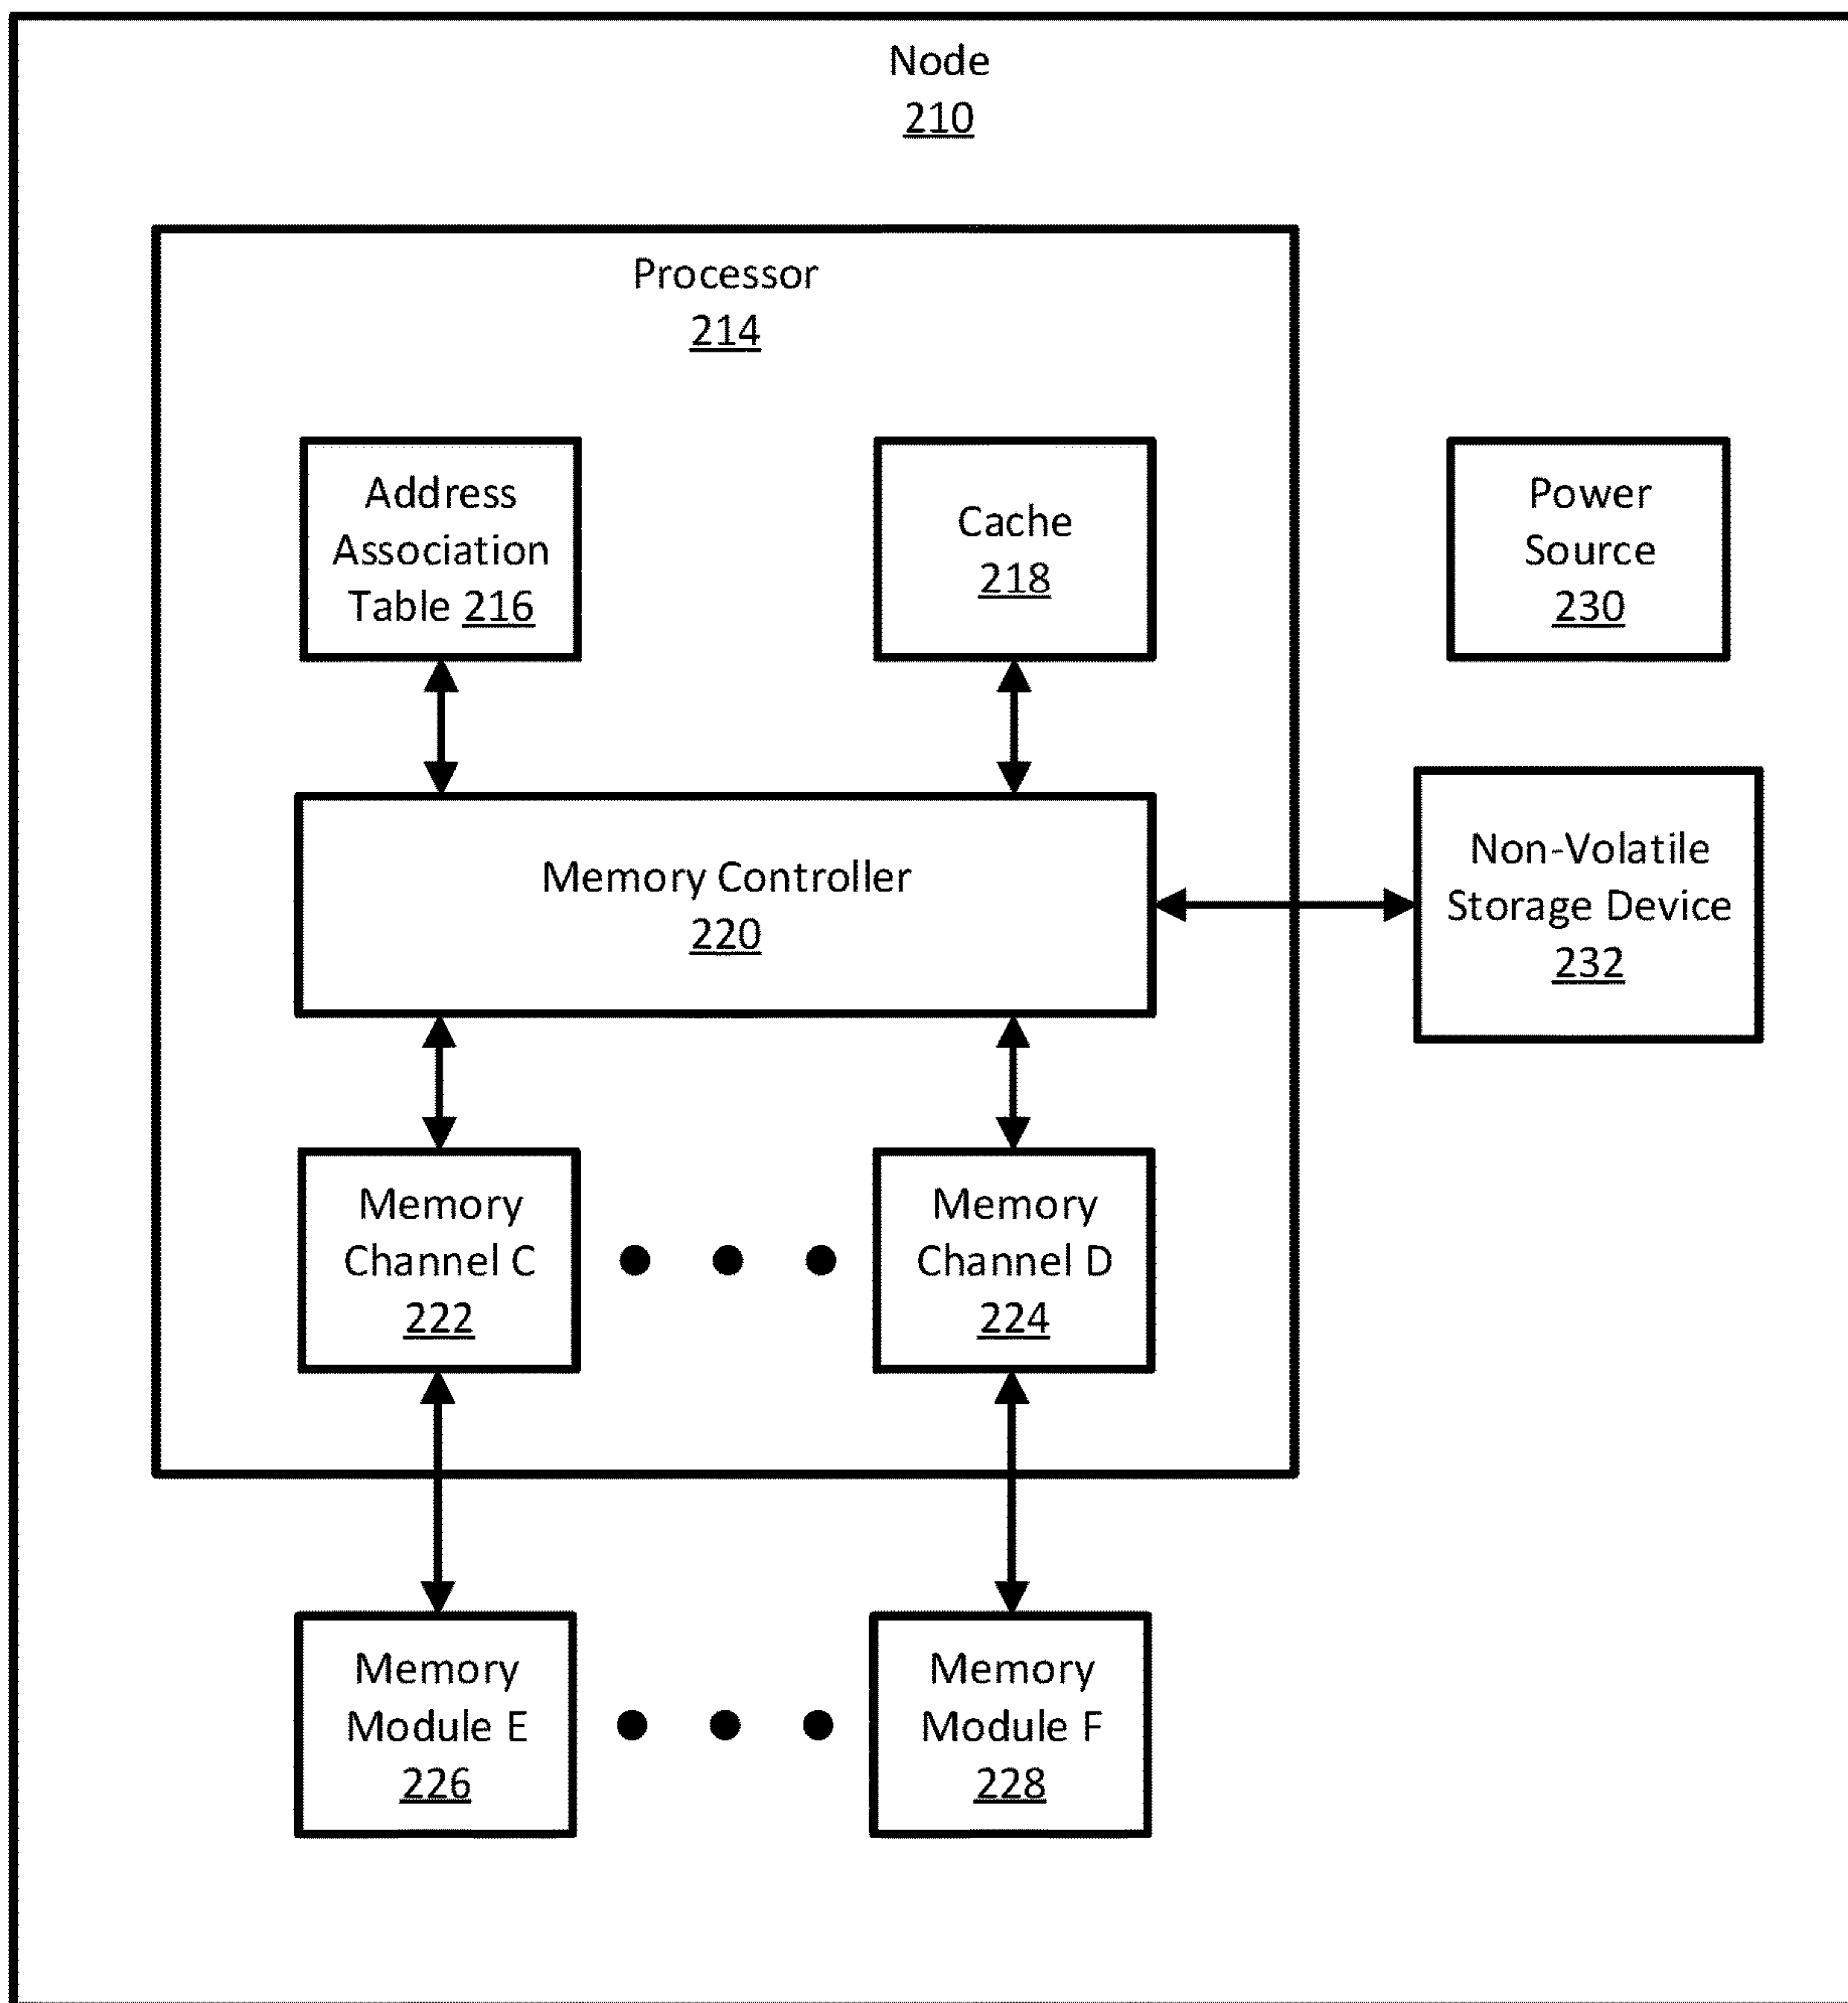 Node
210
Processor
214
Address
Association
Table 216
Cache
218
Power
Source
230
Memory Controller
220
Non-Volatile
Storage Device
232
Memory
Channel C
222
Memory
Channel D
224
Memory
Module E
226
Memory
Module F
228